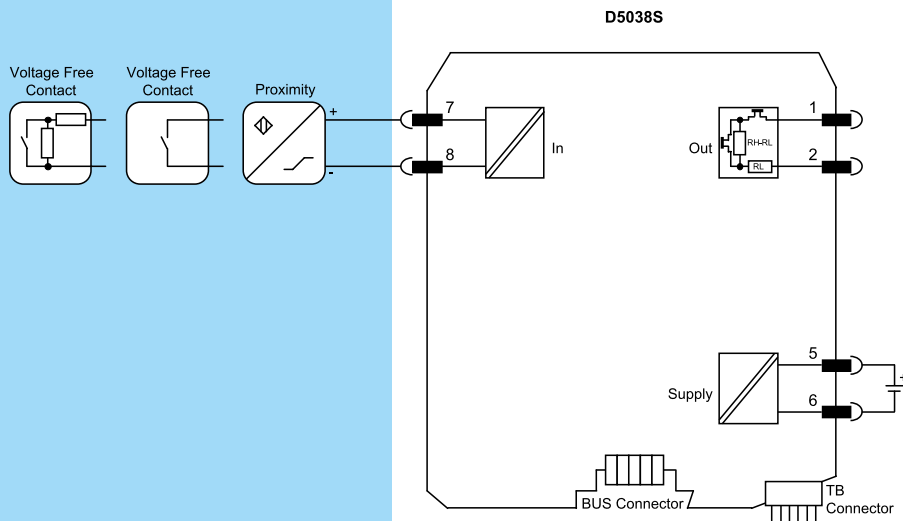 D5038S
Voltage Free
Contact
Voltage Free
Contact
Proximity
+
-
7
8
In
Out
RH-RL
RL
1
2
Supply
5
6
+
BUS Connector
TB
Connector